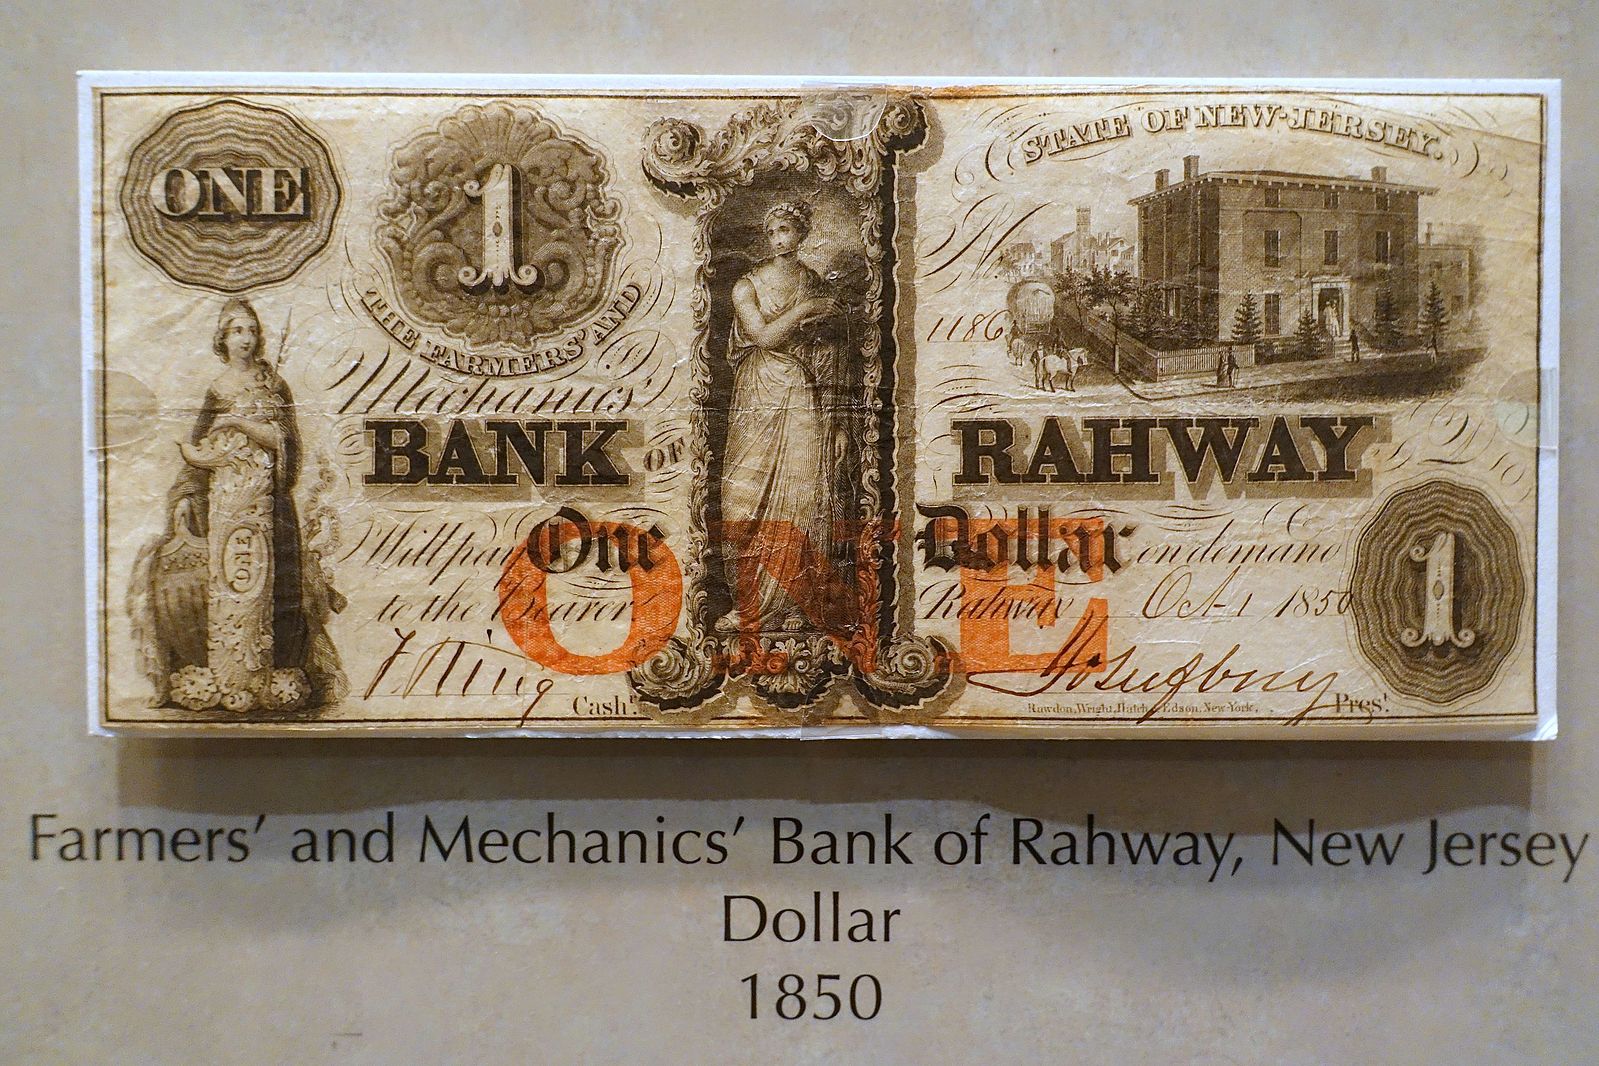 ONE
1
THE FARMERS' AND
Mechanics'
BANK OF RAHWAY
STATE OF NEW-JERSEY.
No
1186
Will pay One Dollar on demand
to the Bearer. Rahway Oct 1 1850
ONE
ONE
Cash.r
Pres.t
Rawdon, Wright, Hatch & Edson, New-York.
1
Farmers' and Mechanics' Bank of Rahway, New Jersey
Dollar
1850